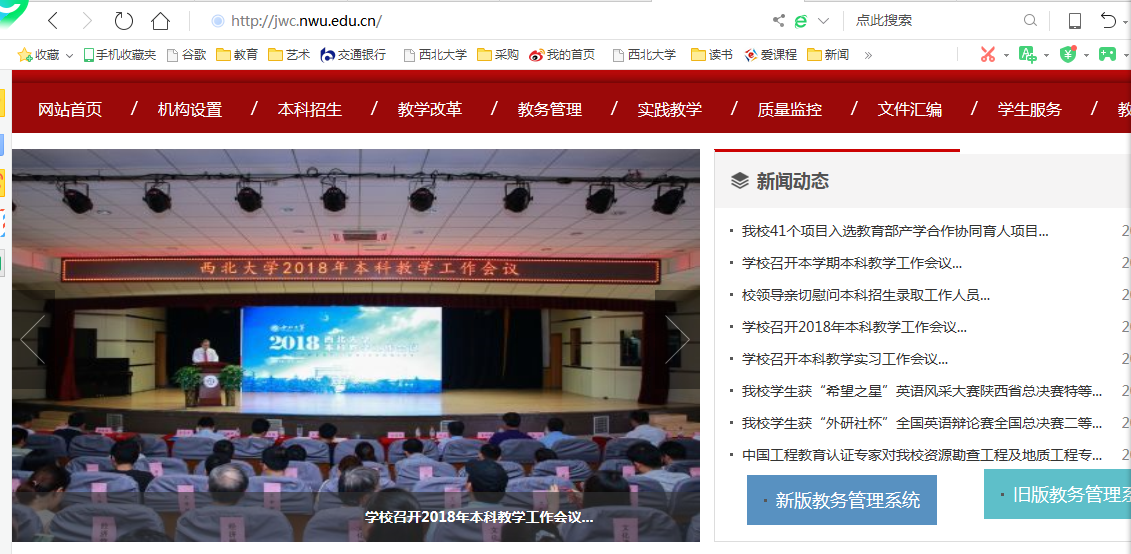 http://jwc.nwu.edu.cn/
点此搜索
收藏 手机收藏夹 谷歌 教育 艺术 交通银行 西北大学 采购 我的首页 西北大学 读书 爱课程 新闻 »
网站首页 / 机构设置 / 本科招生 / 教学改革 / 教务管理 / 实践教学 / 质量监控 / 文件汇编 / 学生服务 /
西北大学2018年本科教学工作会议
2018 西北大学
学校召开2018年本科教学工作会议...
新闻动态
· 我校41个项目入选教育部产学合作协同育人项目...
· 学校召开本学期本科教学工作会议...
· 校领导亲切慰问本科招生录取工作人员...
· 学校召开2018年本科教学工作会议...
· 学校召开本科教学实习工作会议...
· 我校学生获“希望之星”英语风采大赛陕西省总决赛特等...
· 我校学生获“外研社杯”全国英语辩论赛全国总决赛二等...
· 中国工程教育认证专家对我校资源勘查工程及地质工程专...
· 新版教务管理系统
· 旧版教务管理系